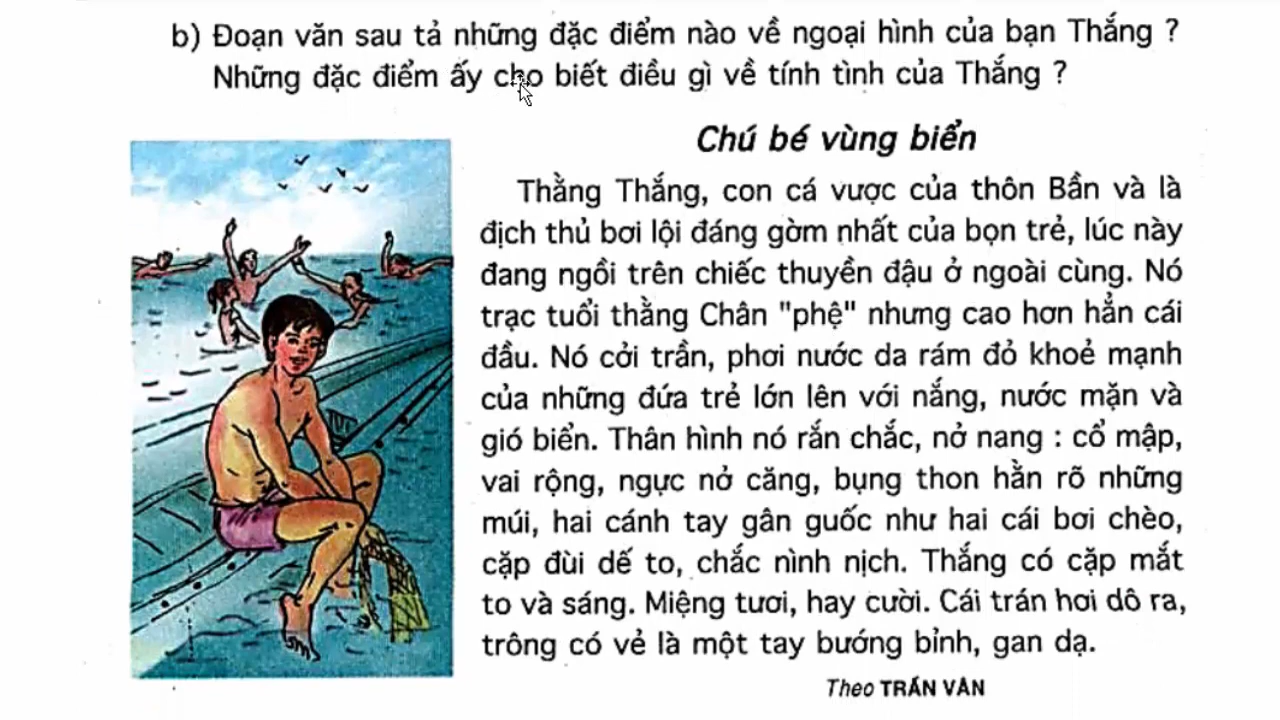 b) Đoạn văn sau tả những đặc điểm nào về ngoại hình của bạn Thắng ?
Những đặc điểm ấy cho biết điều gì về tính tình của Thắng ?
Chú bé vùng biển
Thằng Thắng, con cá vược của thôn Bần và là
địch thủ bơi lội đáng gờm nhất của bọn trẻ, lúc này
đang ngồi trên chiếc thuyền đậu ở ngoài cùng. Nó
trạc tuổi thằng Chân "phệ" nhưng cao hơn hẳn cái
đầu. Nó cởi trần, phơi nước da rám đỏ khoẻ mạnh
của những đứa trẻ lớn lên với nắng, nước mặn và
gió biển. Thân hình nó rắn chắc, nở nang : cổ mập,
vai rộng, ngực nở căng, bụng thon hằn rõ những
múi, hai cánh tay gân guốc như hai cái bơi chèo,
cặp đùi dế to, chắc nình nịch. Thắng có cặp mắt
to và sáng. Miệng tươi, hay cười. Cái trán hơi dô ra,
trông có vẻ là một tay bướng bỉnh, gan dạ.
Theo TRẦN VÂN